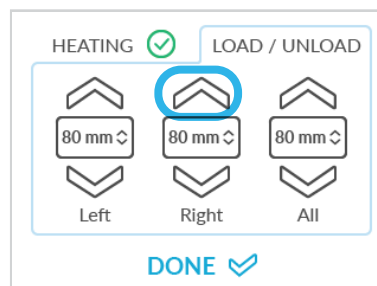 HEATING LOAD / UNLOAD
80 mm 80 mm 80 mm
Left Right All
DONE